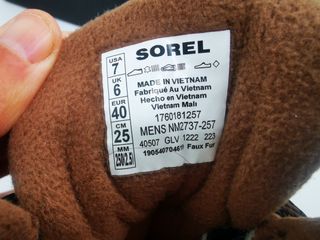 SOREL
USA 7
UK 6
EUR 40
CM 25
MM 250(2.5)
MADE IN VIETNAM
Fabriqué Au Vietnam
Hecho en Vietnam
Vietnam Malı
1760181257
MENS NM2737-257
40507 GLV 1222 223
Faux Fur